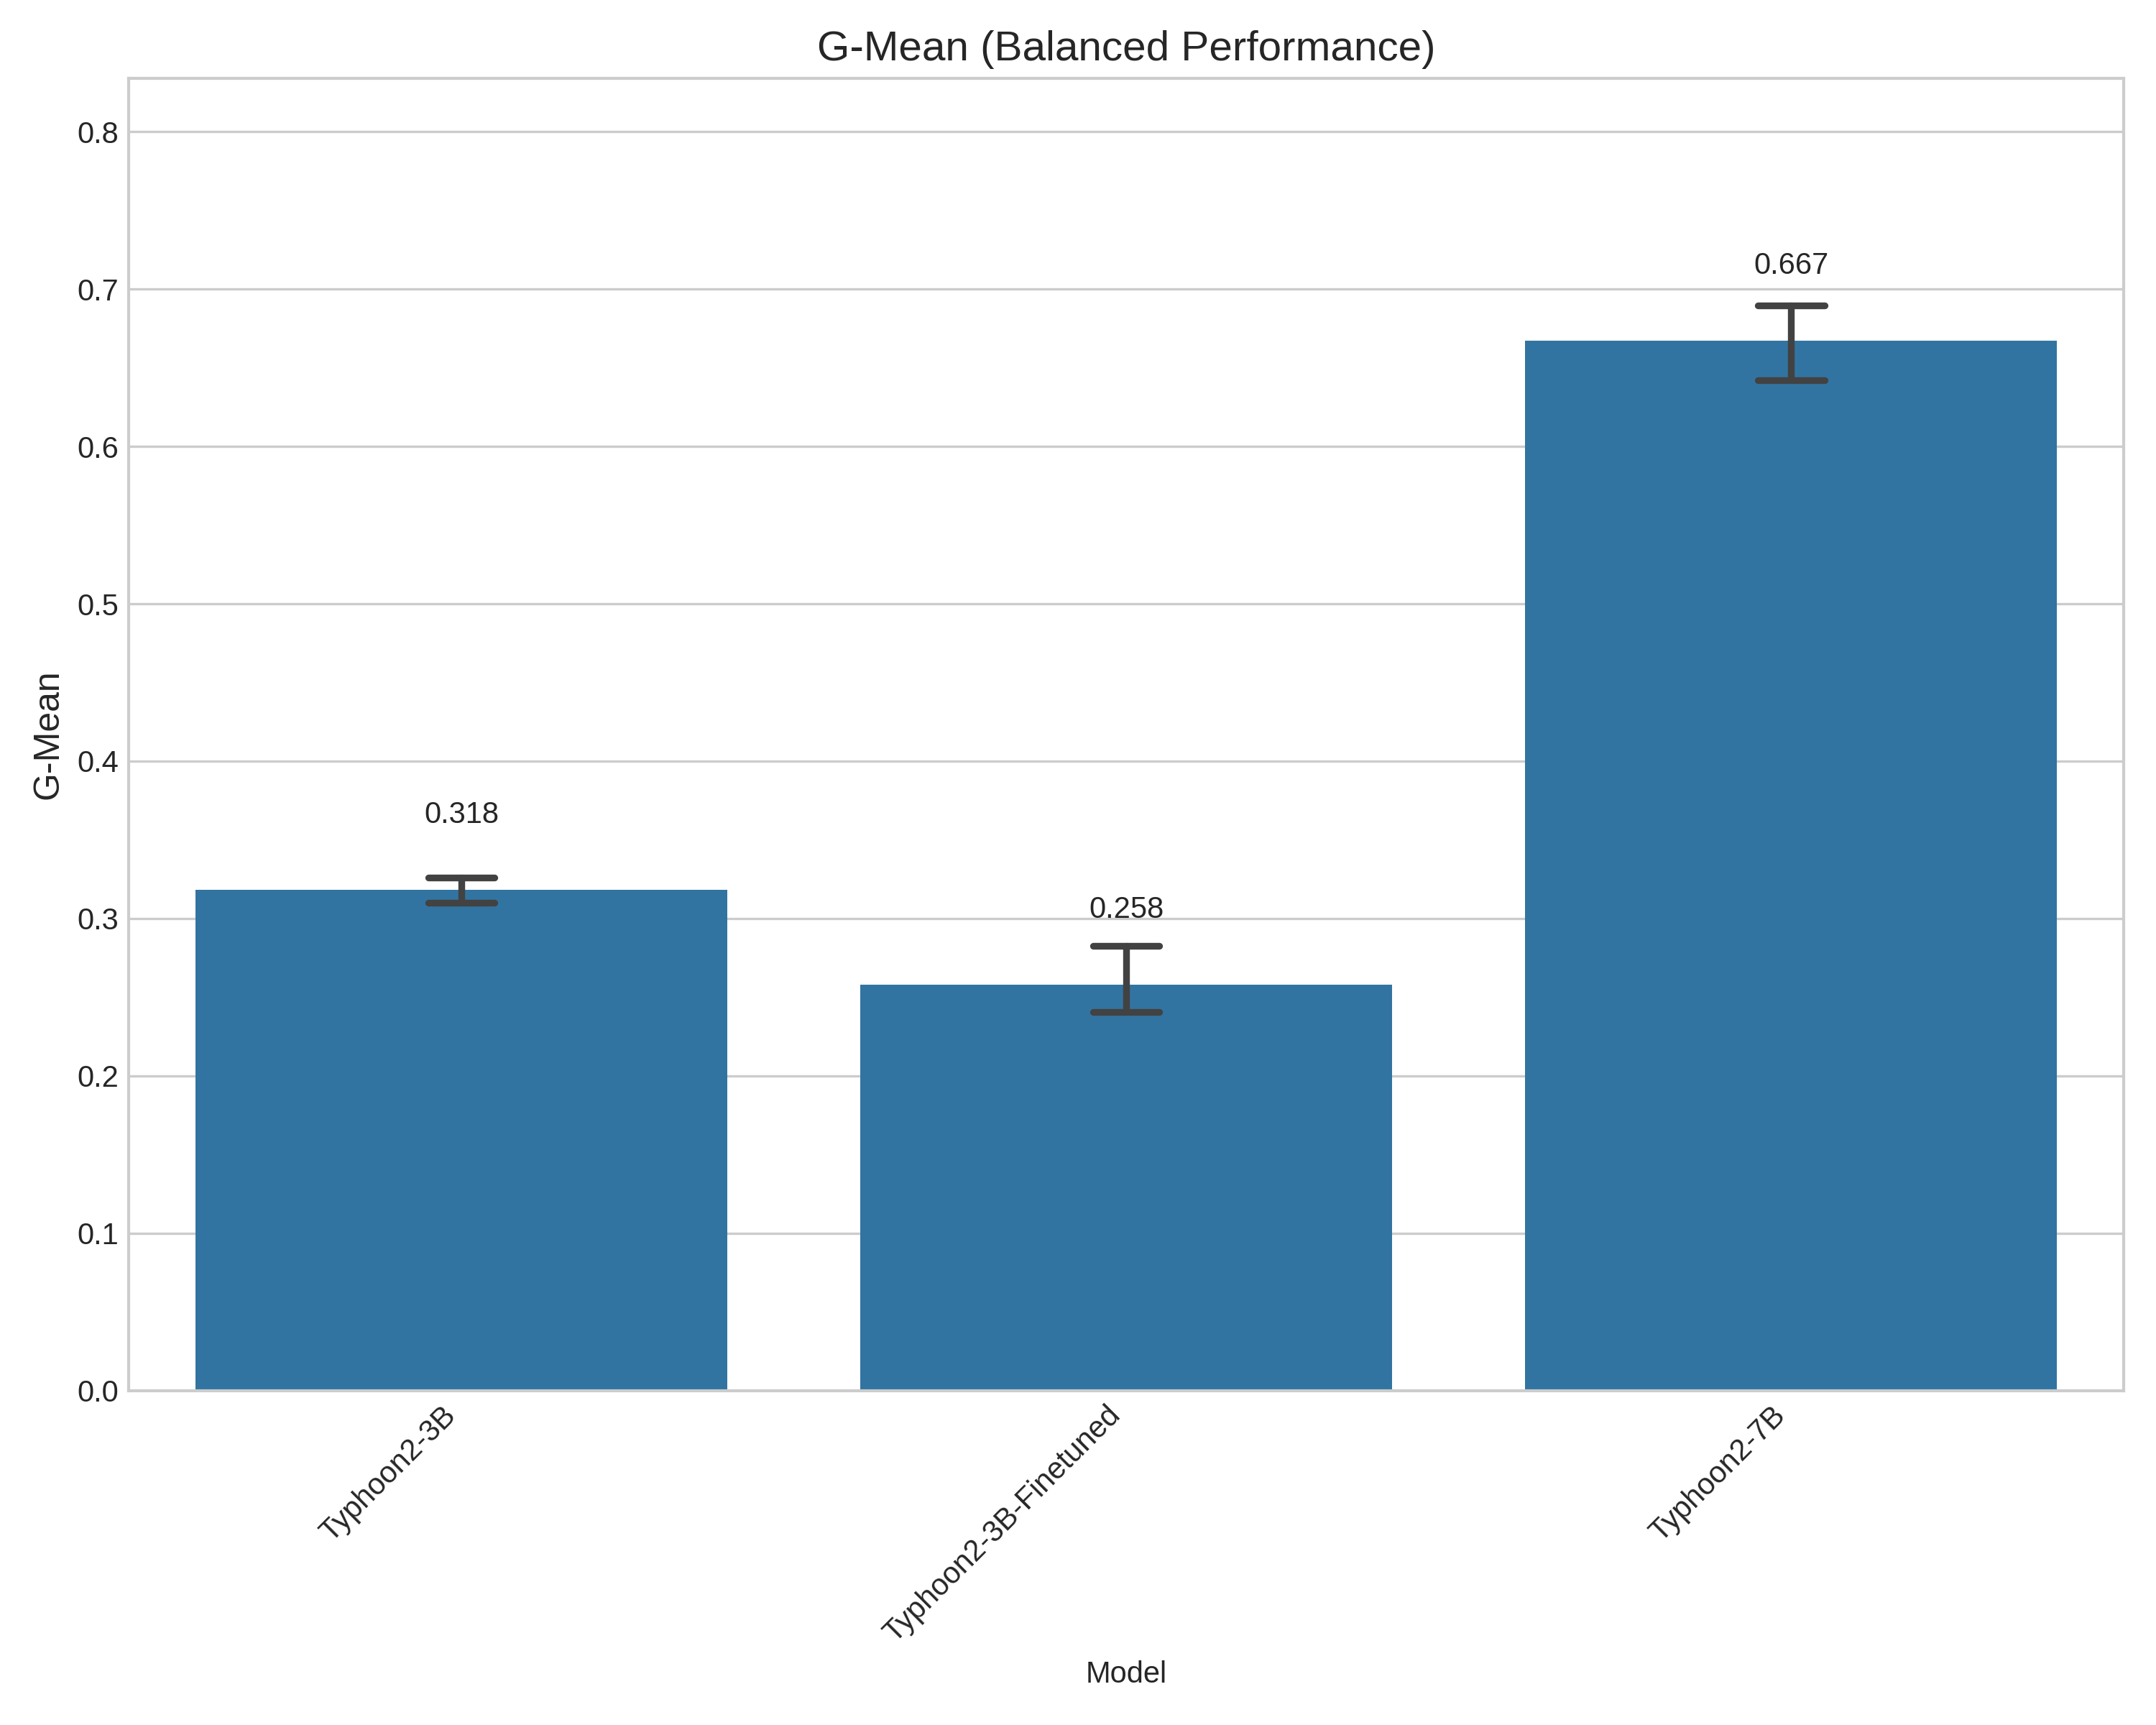 G-Mean (Balanced Performance)
0.8
0.7
0.6
0.5
0.4
0.3
0.2
0.1
0.0
G-Mean
0.318
0.258
0.667
Typhoon2-3B
Typhoon2-3B-Finetuned
Typhoon2-7B
Model